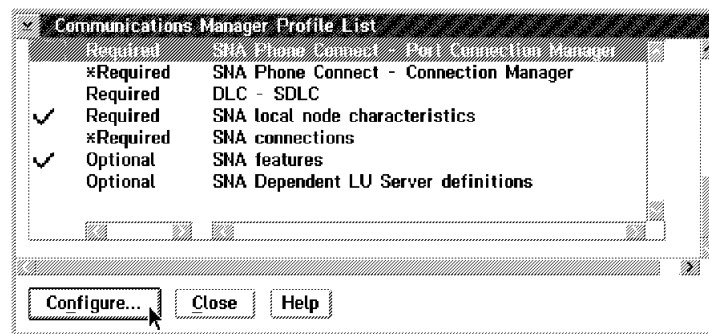 Communications Manager Profile List
Required SNA Phone Connect - Port Connection Manager
*Required SNA Phone Connect - Connection Manager
Required DLC - SDLC
Required SNA local node characteristics
*Required SNA connections
Optional SNA features
Optional SNA Dependent LU Server definitions
Configure... Close Help